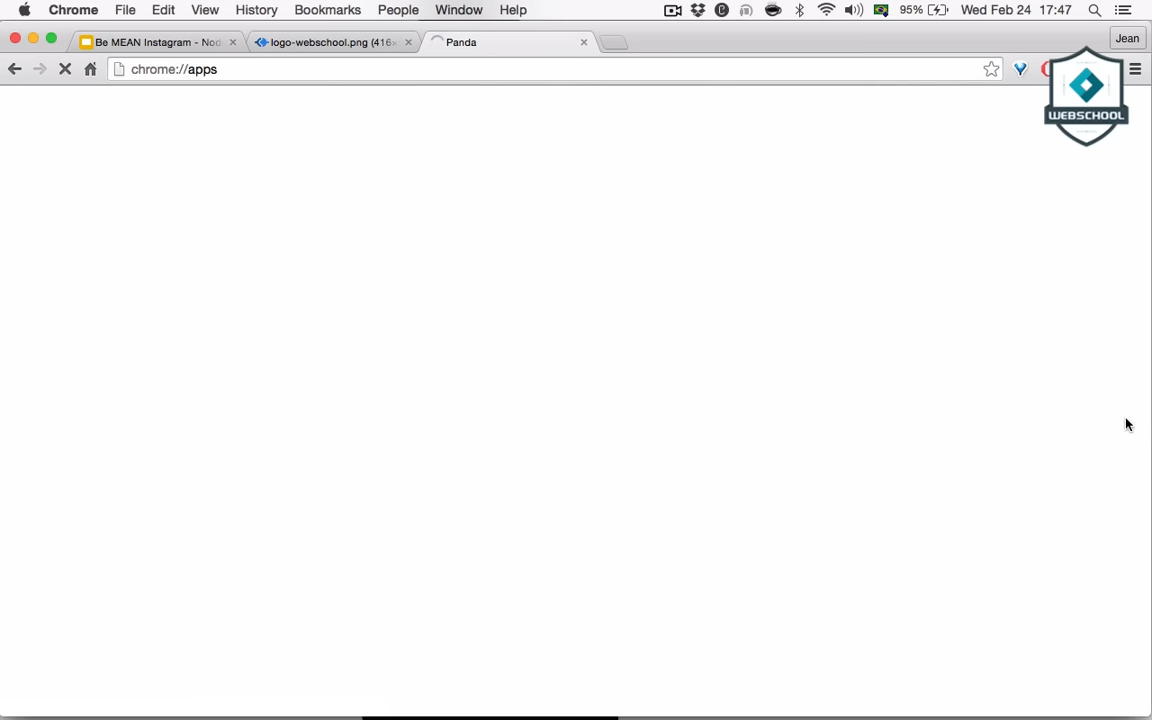 Chrome File Edit View History Bookmarks People Window Help 95% Wed Feb 24 17:47
Be MEAN Instagram - Nod logo-webschool.png (416× Panda Jean
chrome://apps
WEBSCHOOL